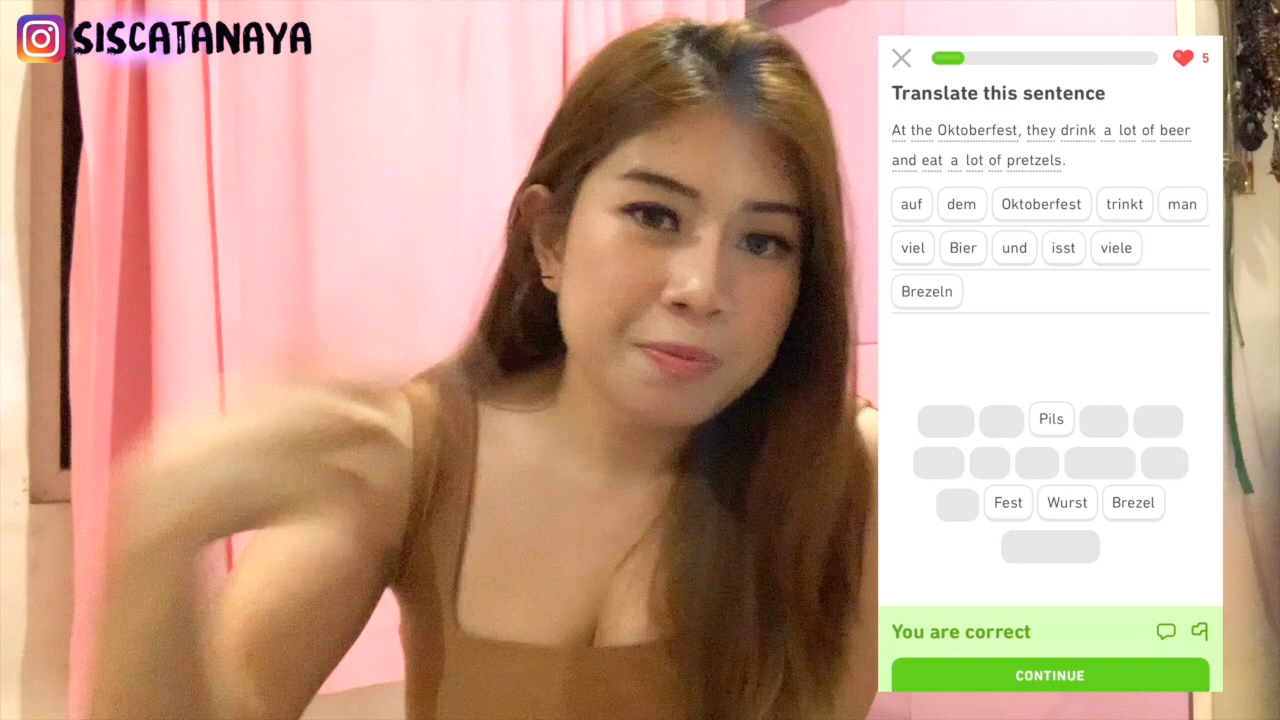 SISCATANAYA
5
Translate this sentence
At the Oktoberfest, they drink a lot of beer
and eat a lot of pretzels.
auf dem Oktoberfest trinkt man
viel Bier und isst viele
Brezeln
Pils
Fest Wurst Brezel
You are correct
CONTINUE